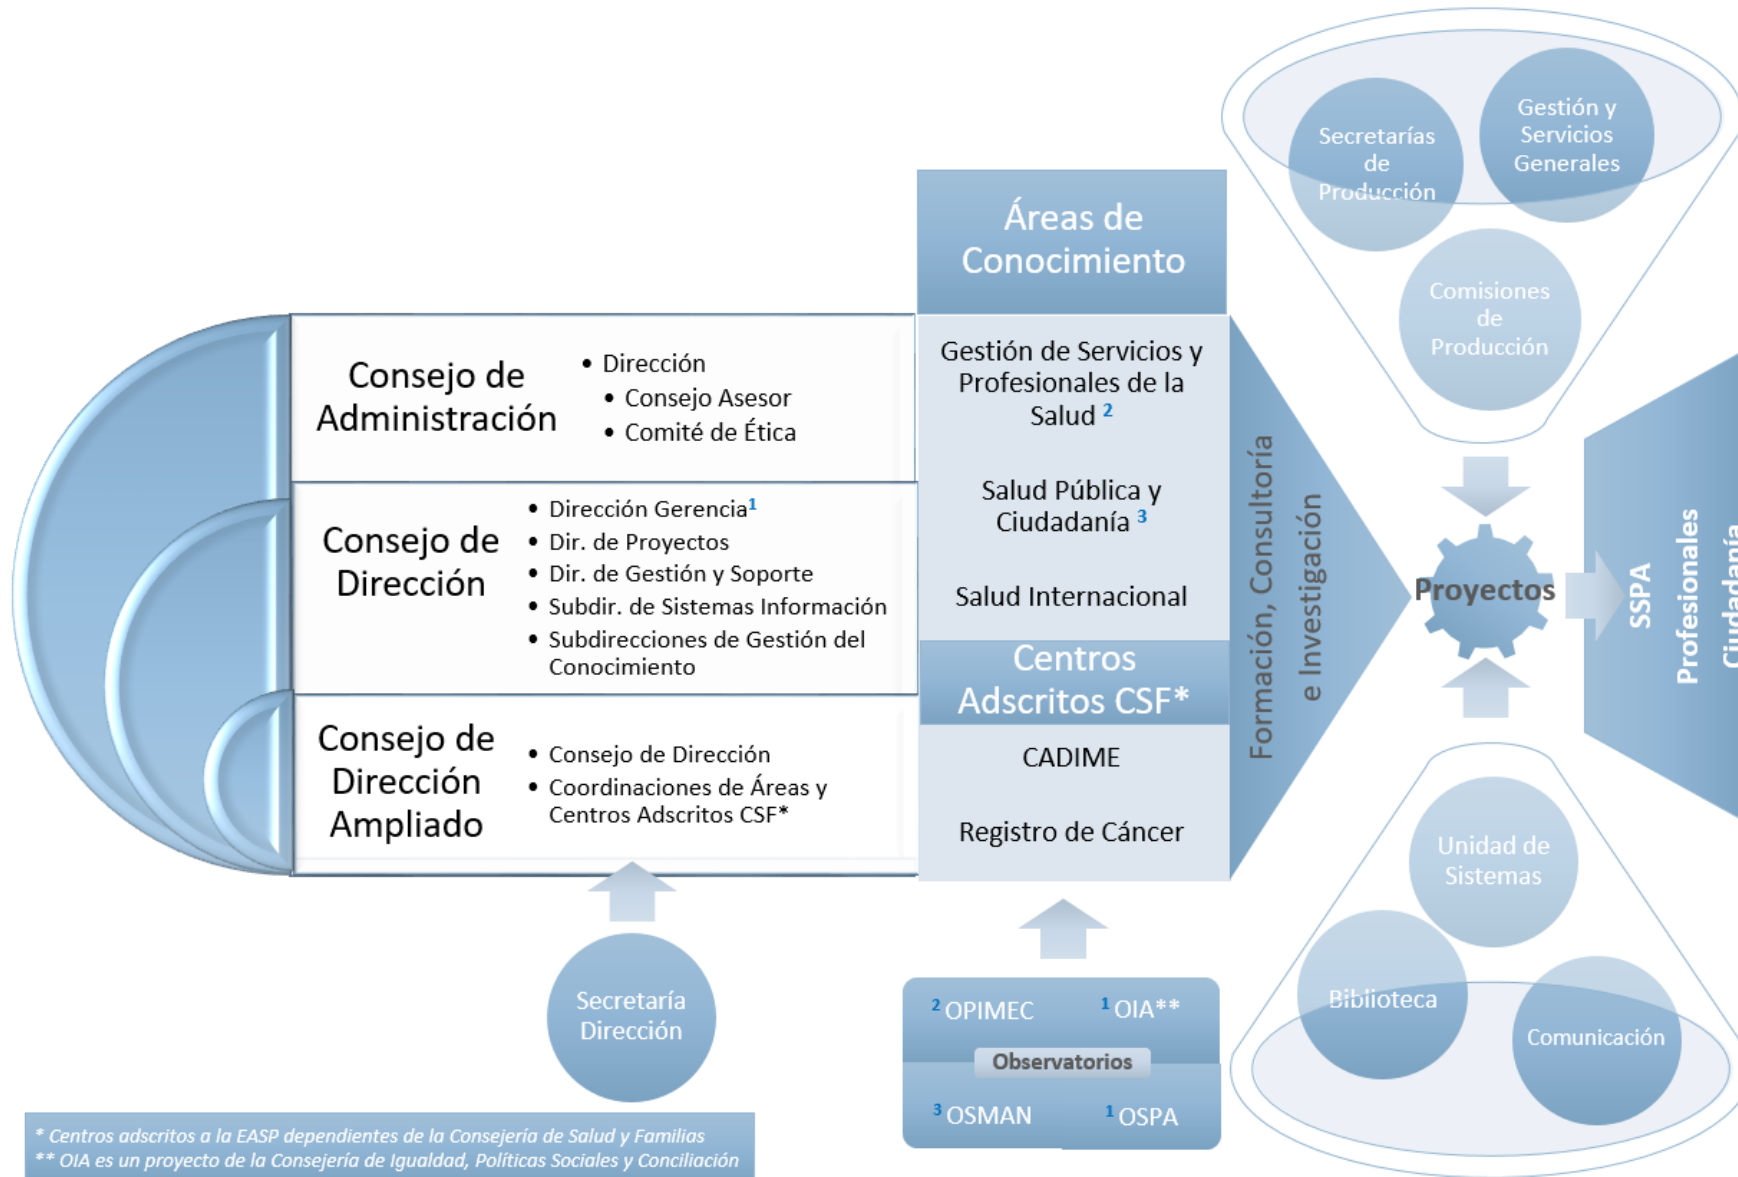 Consejo de
Administración
• Dirección
• Consejo Asesor
• Comité de Ética
Consejo de
Dirección
• Dirección Gerencia1
• Dir. de Proyectos
• Dir. de Gestión y Soporte
• Subdir. de Sistemas Información
• Subdirecciones de Gestión del
Conocimiento
Consejo de
Dirección
Ampliado
• Consejo de Dirección
• Coordinaciones de Áreas y
Centros Adscritos CSF*
Secretaría
Dirección
Áreas de
Conocimiento
Gestión de Servicios y
Profesionales de la
Salud 2
Salud Pública y
Ciudadanía 3
Salud Internacional
Centros
Adscritos CSF*
CADIME
Registro de Cáncer
2 OPIMEC
1 OIA**
Observatorios
3 OSMAN
1 OSPA
Formación, Consultoría
e Investigación
Secretarías
de
Producción
Gestión y
Servicios
Generales
Comisiones
de
Producción
Proyectos
Unidad de
Sistemas
Biblioteca
Comunicación
SSPA
Profesionales
Ciudadanía
* Centros adscritos a la EASP dependientes de la Consejería de Salud y Familias
** OIA es un proyecto de la Consejería de Igualdad, Políticas Sociales y Conciliación